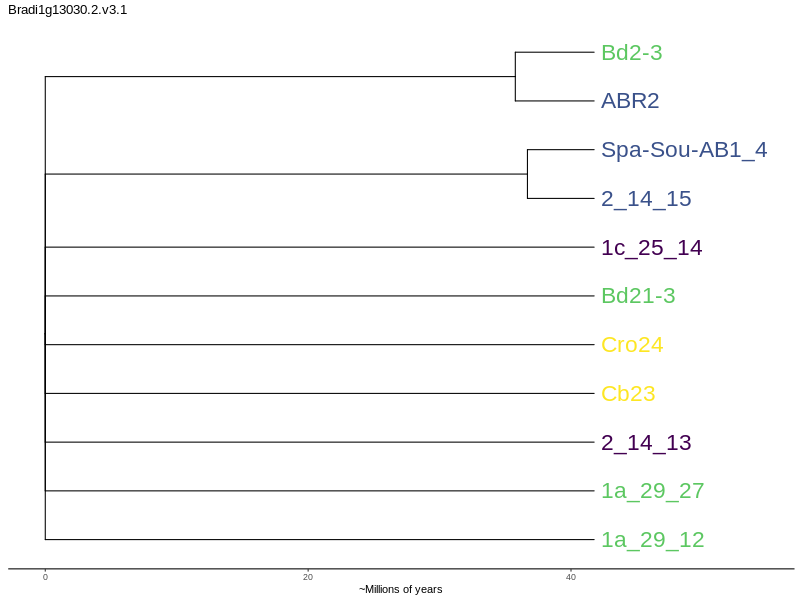 Bradi1g13030.2.v3.1
Bd2-3
ABR2
Spa-Sou-AB1_4
2_14_15
1c_25_14
Bd21-3
Cro24
Cb23
2_14_13
1a_29_27
1a_29_12
0 20 40
~Millions of years